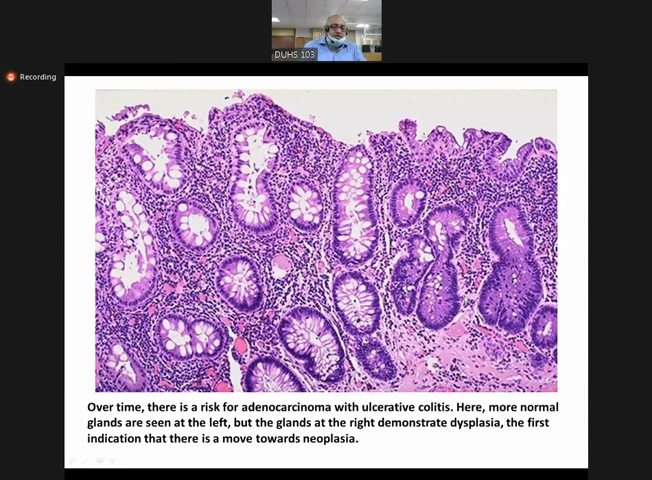 DUHS 103
Recording
Over time, there is a risk for adenocarcinoma with ulcerative colitis. Here, more normal
glands are seen at the left, but the glands at the right demonstrate dysplasia, the first
indication that there is a move towards neoplasia.